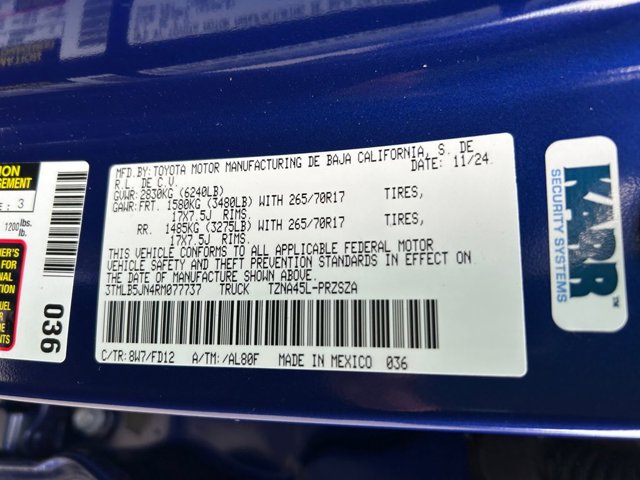 MFD. BY: TOYOTA MOTOR MANUFACTURING DE BAJA CALIFORNIA, S. DE
R.L. DE C.V. DATE: 11/24
GVWR: 2830KG (6240LB)
GAWR: FRT. 1580KG (3480LB) WITH 265/70R17 TIRES,
17X7.5J RIMS.
RR. 1485KG (3275LB) WITH 265/70R17 TIRES,
17X7.5J RIMS.
THIS VEHICLE CONFORMS TO ALL APPLICABLE FEDERAL MOTOR
VEHICLE SAFETY AND THEFT PREVENTION STANDARDS IN EFFECT ON
THE DATE OF MANUFACTURE SHOWN ABOVE.
3TMLB5JN4RM077737 TRUCK TZNA45L-PRZSZA
C/TR: 8W7/FD12 A/TM: /AL80F MADE IN MEXICO 036
1200 lbs.
lb.
036
KARR
SECURITY SYSTEMS